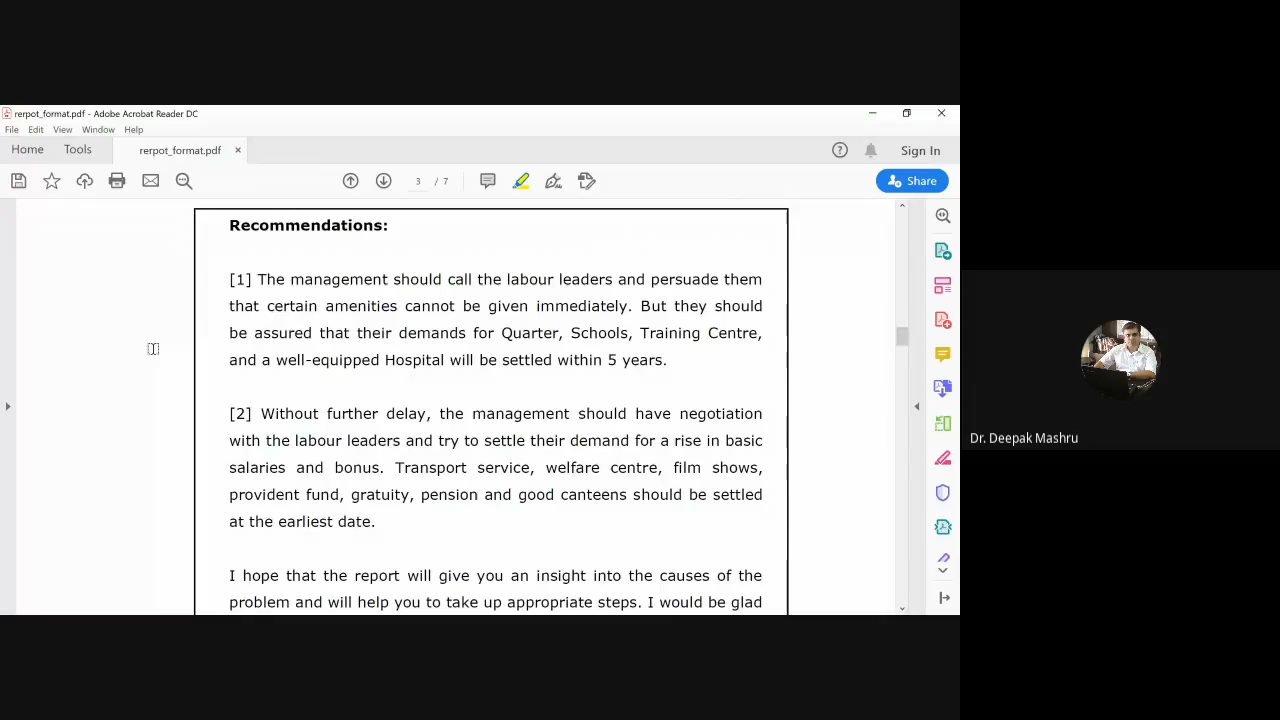 rerpot_format.pdf - Adobe Acrobat Reader DC
File Edit View Window Help
Home Tools rerpot_format.pdf ×
? Sign In
3 / 7 Share
Recommendations:
[1] The management should call the labour leaders and persuade them
that certain amenities cannot be given immediately. But they should
be assured that their demands for Quarter, Schools, Training Centre,
and a well-equipped Hospital will be settled within 5 years.
[2] Without further delay, the management should have negotiation
with the labour leaders and try to settle their demand for a rise in basic
salaries and bonus. Transport service, welfare centre, film shows,
provident fund, gratuity, pension and good canteens should be settled
at the earliest date.
I hope that the report will give you an insight into the causes of the
problem and will help you to take up appropriate steps. I would be glad
Dr. Deepak Mashru